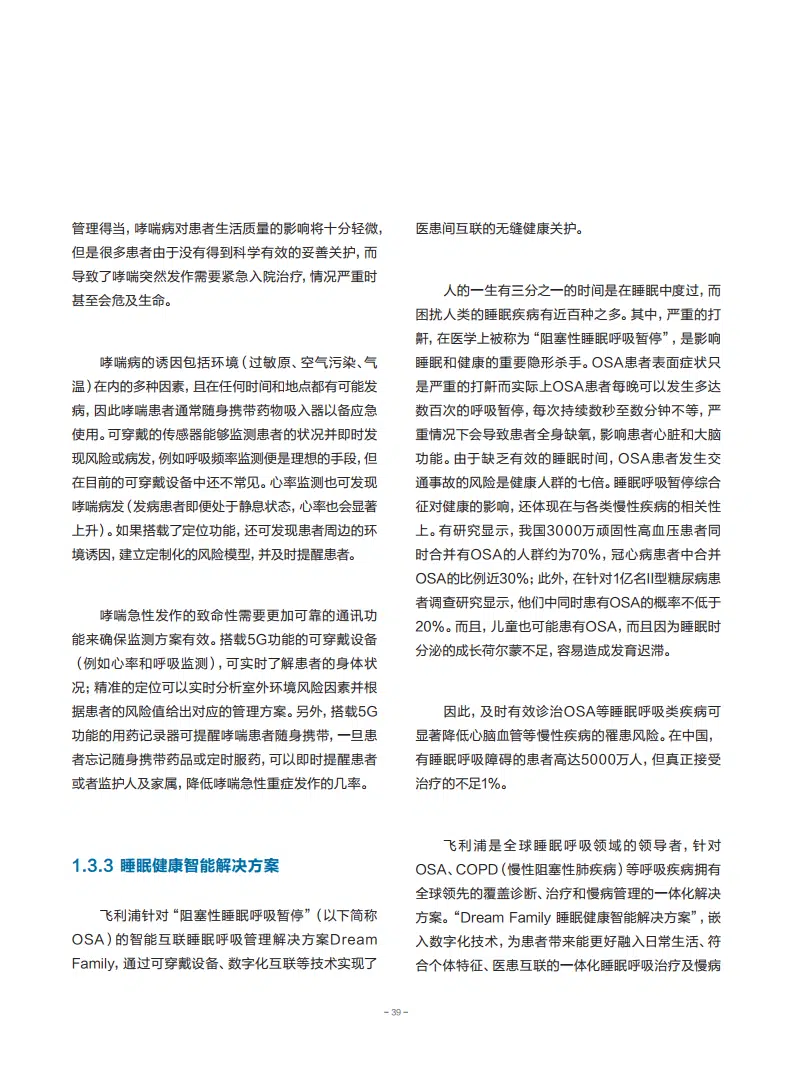 管理得当，哮喘病对患者生活质量的影响将十分轻微，
但是很多患者由于没有得到科学有效的妥善关护，而
导致了哮喘突然发作需要紧急入院治疗，情况严重时
甚至会危及生命。
哮喘病的诱因包括环境（过敏原、空气污染、气
温）在内的多种因素，且在任何时间和地点都有可能发
病，因此哮喘患者通常随身携带药物吸入器以备应急
使用。可穿戴的传感器能够监测患者的状况并即时发
现风险或病发，例如呼吸频率监测便是理想的手段，但
在目前的可穿戴设备中还不常见。心率监测也可发现
哮喘病发（发病患者即便处于静息状态，心率也会显著
上升）。如果搭载了定位功能，还可发现患者周边的环
境诱因，建立定制化的风险模型，并及时提醒患者。
哮喘急性发作的致命性需要更加可靠的通讯功
能来确保监测方案有效。搭载5G功能的可穿戴设备
（例如心率和呼吸监测），可实时了解患者的身体状
况；精准的定位可以实时分析室外环境风险因素并根
据患者的风险值给出对应的管理方案。另外，搭载5G
功能的用药记录器可提醒哮喘患者随身携带，一旦患
者忘记随身携带药品或定时服药，可以即时提醒患者
或者监护人及家属，降低哮喘急性重症发作的几率。
1.3.3 睡眠健康智能解决方案
飞利浦针对“阻塞性睡眠呼吸暂停”（以下简称
OSA）的智能互联睡眠呼吸管理解决方案Dream
Family，通过可穿戴设备、数字化互联等技术实现了
医患间互联的无缝健康关护。
人的一生有三分之一的时间是在睡眠中度过，而
困扰人类的睡眠疾病有近百种之多。其中，严重的打
鼾，在医学上被称为“阻塞性睡眠呼吸暂停”，是影响
睡眠和健康的重要隐形杀手。OSA患者表面症状只
是严重的打鼾而实际上OSA患者每晚可以发生多达
数百次的呼吸暂停，每次持续数秒至数分钟不等，严
重情况下会导致患者全身缺氧，影响患者心脏和大脑
功能。由于缺乏有效的睡眠时间，OSA患者发生交
通事故的风险是健康人群的七倍。睡眠呼吸暂停综合
征对健康的影响，还体现在与各类慢性疾病的相关性
上。有研究显示，我国3000万顽固性高血压患者同
时合并有OSA的人群约为70%，冠心病患者中合并
OSA的比例近30%；此外，在针对1亿名II型糖尿病患
者调查研究显示，他们中同时患有OSA的概率不低于
20%。而且，儿童也可能患有OSA，而且因为睡眠时
分泌的成长荷尔蒙不足，容易造成发育迟滞。
因此，及时有效诊治OSA等睡眠呼吸类疾病可
显著降低心脑血管等慢性疾病的罹患风险。在中国，
有睡眠呼吸障碍的患者高达5000万人，但真正接受
治疗的不足1%。
飞利浦是全球睡眠呼吸领域的领导者，针对
OSA、COPD（慢性阻塞性肺疾病）等呼吸疾病拥有
全球领先的覆盖诊断、治疗和慢病管理的一体化解决
方案。“Dream Family 睡眠健康智能解决方案”，嵌
入数字化技术，为患者带来能更好融入日常生活、符
合个体特征、医患互联的一体化睡眠呼吸治疗及慢病
- 39 -